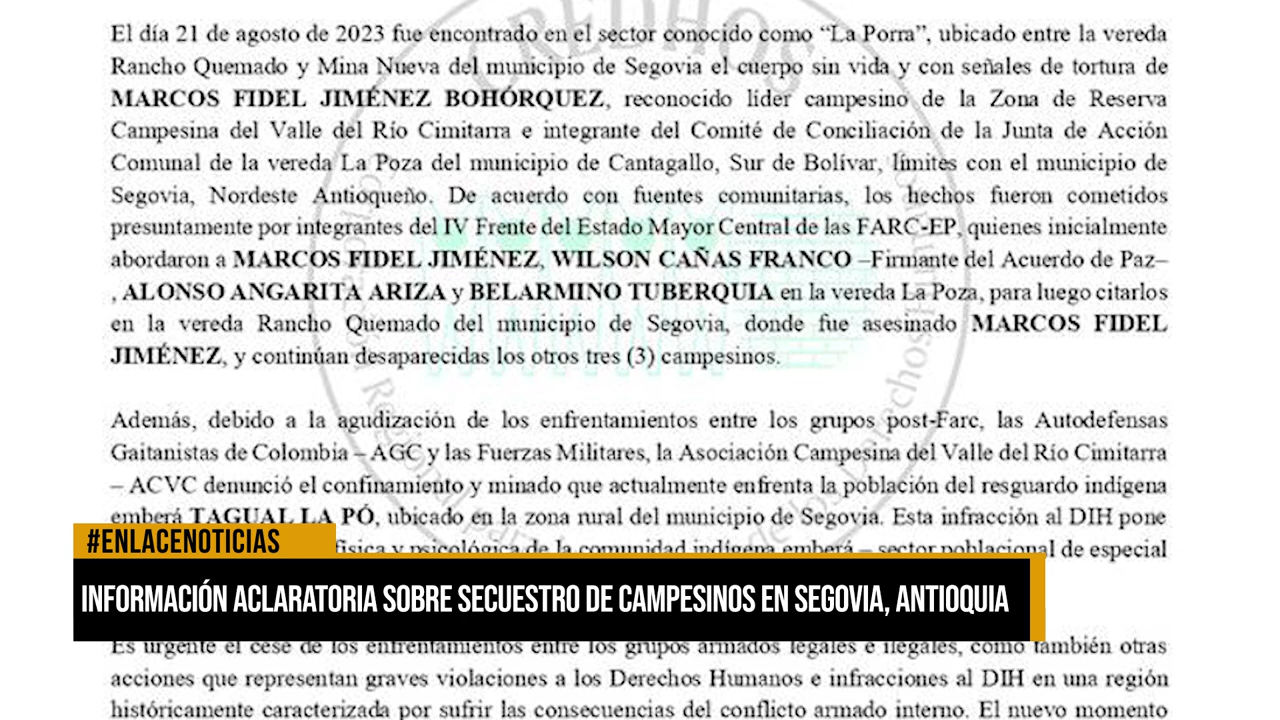 CREDHOS
El día 21 de agosto de 2023 fue encontrado en el sector conocido como “La Porra”, ubicado entre la vereda
Rancho Quemado y Mina Nueva del municipio de Segovia el cuerpo sin vida y con señales de tortura de
MARCOS FIDEL JIMÉNEZ BOHÓRQUEZ, reconocido líder campesino de la Zona de Reserva
Campesina del Valle del Río Cimitarra e integrante del Comité de Conciliación de la Junta de Acción
Comunal de la vereda La Poza del municipio de Cantagallo, Sur de Bolívar, límites con el municipio de
Segovia, Nordeste Antioqueño. De acuerdo con fuentes comunitarias, los hechos fueron cometidos
presuntamente por integrantes del IV Frente del Estado Mayor Central de las FARC-EP, quienes inicialmente
abordaron a MARCOS FIDEL JIMÉNEZ, WILSON CAÑAS FRANCO –Firmante del Acuerdo de Paz–
, ALONSO ANGARITA ARIZA y BELARMINO TUBERQUIA en la vereda La Poza, para luego citarlos
en la vereda Rancho Quemado del municipio de Segovia, donde fue asesinado MARCOS FIDEL
JIMÉNEZ, y continúan desaparecidas los otros tres (3) campesinos.
Además, debido a la agudización de los enfrentamientos entre los grupos post-Farc, las Autodefensas
Gaitanistas de Colombia – AGC y las Fuerzas Militares, la Asociación Campesina del Valle del Río Cimitarra
– ACVC denunció el confinamiento y minado que actualmente enfrenta la población del resguardo indígena
emberá TAGUAL LA PÓ, ubicado en la zona rural del municipio de Segovia. Esta infracción al DIH pone
física y psicológica de la comunidad indígena emberá – sector poblacional de especial
#ENLACENOTICIAS
INFORMACIÓN ACLARATORIA SOBRE SECUESTRO DE CAMPESINOS EN SEGOVIA, ANTIOQUIA
Es urgente el cese de los enfrentamientos entre los grupos armados legales e ilegales, como también otras
acciones que representan graves violaciones a los Derechos Humanos e infracciones al DIH en una región
históricamente caracterizada por sufrir las consecuencias del conflicto armado interno. El nuevo momento